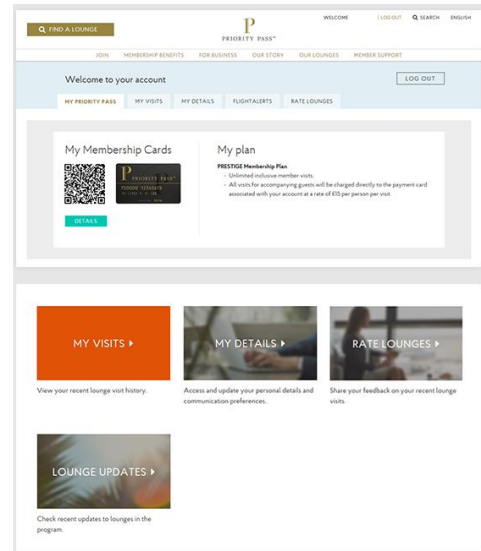 FIND A LOUNGE
P
PRIORITY PASS™
WELCOME | LOG OUT SEARCH ENGLISH
JOIN MEMBERSHIP BENEFITS FOR BUSINESS OUR STORY OUR LOUNGES MEMBER SUPPORT
Welcome to your account
LOG OUT
MY PRIORITY PASS MY VISITS MY DETAILS FLIGHTALERTS RATE LOUNGES
My Membership Cards
P
PRIORITY PASS™
DETAILS
My plan
PRESTIGE Membership Plan
- Unlimited inclusive member visits.
- All visits for accompanying guests will be charged directly to the payment card
associated with your account at a rate of €15 per person per visit
MY VISITS
View your recent lounge visit history.
MY DETAILS
Access and update your personal details and
communication preferences.
RATE LOUNGES
Share your feedback on your recent lounge
visits.
LOUNGE UPDATES
Check recent updates to lounges in the
program.